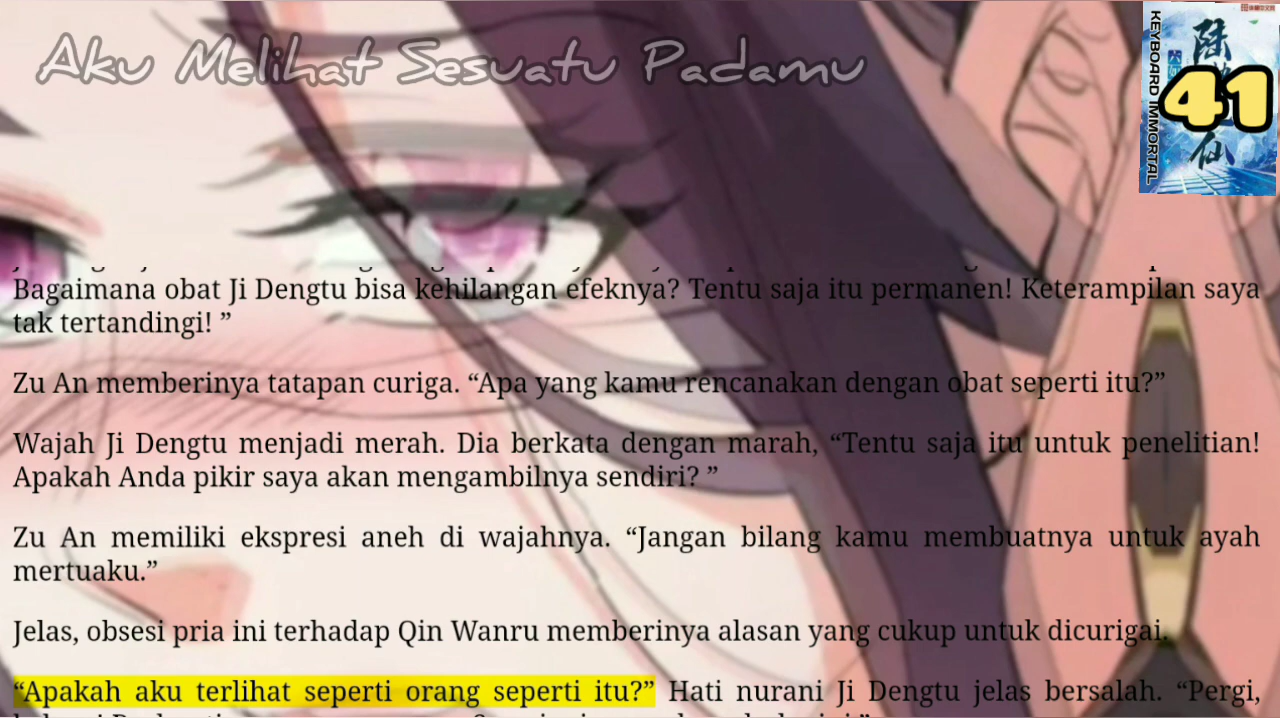 Aku Melihat Sesuatu Padamu
KEYBOARD IMMORTAL
41
Bagaimana obat Ji Dengtu bisa kehilangan efeknya? Tentu saja itu permanen! Keterampilan saya
tak tertandingi! ”
Zu An memberinya tatapan curiga. “Apa yang kamu rencanakan dengan obat seperti itu?”
Wajah Ji Dengtu menjadi merah. Dia berkata dengan marah, “Tentu saja itu untuk penelitian!
Apakah Anda pikir saya akan mengambilnya sendiri? ”
Zu An memiliki ekspresi aneh di wajahnya. “Jangan bilang kamu membuatnya untuk ayah
mertuaku.”
Jelas, obsesi pria ini terhadap Qin Wanru memberinya alasan yang cukup untuk dicurigai.
“Apakah aku terlihat seperti orang seperti itu?” Hati nurani Ji Dengtu jelas bersalah. “Pergi,